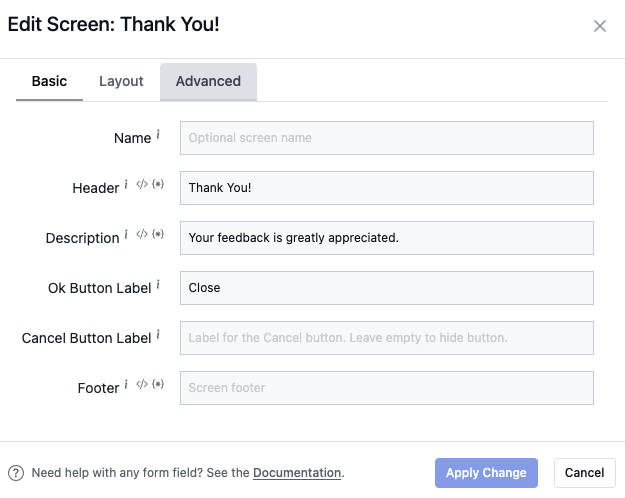 Edit Screen: Thank You!
Basic Layout Advanced
Name i Optional screen name
Header i </> {*} Thank You!
Description i </> {*} Your feedback is greatly appreciated.
Ok Button Label i Close
Cancel Button Label i Label for the Cancel button. Leave empty to hide button.
Footer i </> {*} Screen footer
? Need help with any form field? See the Documentation. Apply Change Cancel